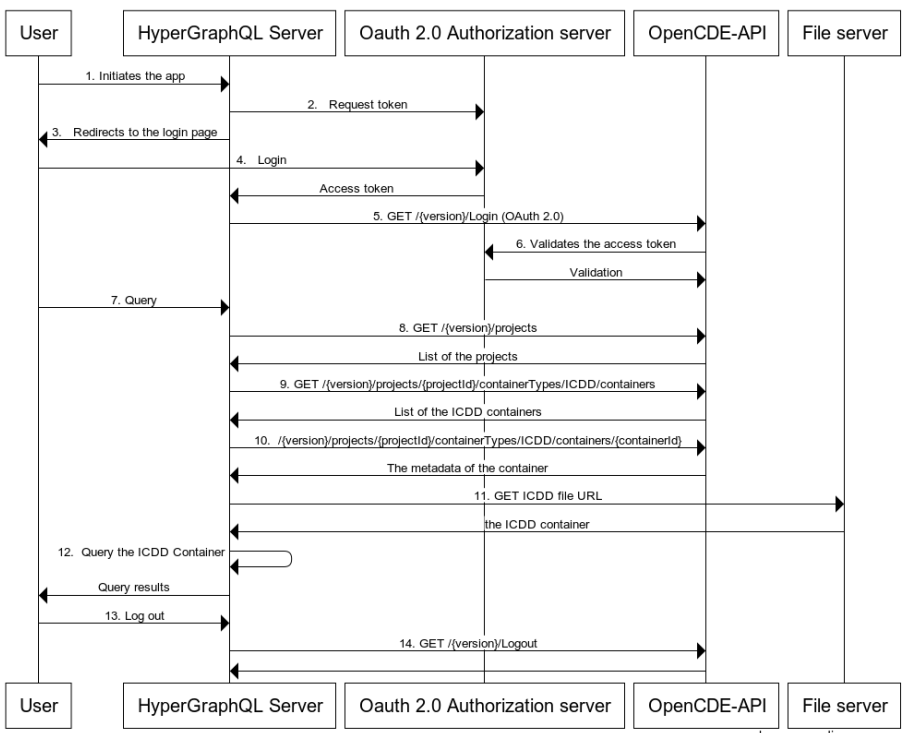 User
HyperGraphQL Server
Oauth 2.0 Authorization server
OpenCDE-API
File server
1. Initiates the app
2. Request token
3. Redirects to the login page
4. Login
Access token
5. GET /{version}/Login (OAuth 2.0)
6. Validates the access token
Validation
7. Query
8. GET /{version}/projects
List of the projects
9. GET /{version}/projects/{projectId}/containerTypes/ICDD/containers
List of the ICDD containers
10. /{version}/projects/{projectId}/containerTypes/ICDD/containers/{containerId}
The metadata of the container
11. GET ICDD file URL
the ICDD container
12. Query the ICDD Container
Query results
13. Log out
14. GET /{version}/Logout
User
HyperGraphQL Server
Oauth 2.0 Authorization server
OpenCDE-API
File server